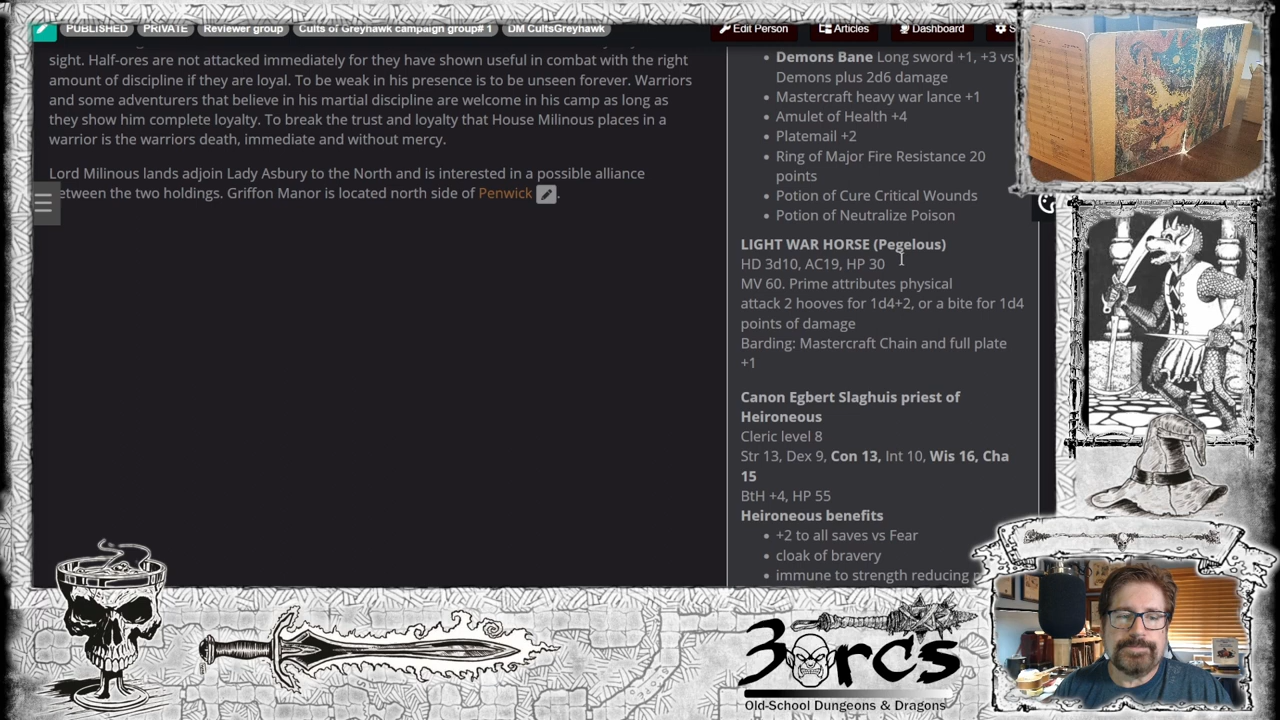 PUBLISHED PRIVATE Reviewer group Cults of Greyhawk campaign group# 1 DM CultsGreyhawk
Edit Person Articles Dashboard S
sight. Half-ores are not attacked immediately for they have shown useful in combat with the right
amount of discipline if they are loyal. To be weak in his presence is to be unseen forever. Warriors
and some adventurers that believe in his martial discipline are welcome in his camp as long as
they show him complete loyalty. To break the trust and loyalty that House Milinous places in a
warrior is the warriors death, immediate and without mercy.
Lord Milinous lands adjoin Lady Asbury to the North and is interested in a possible alliance
between the two holdings. Griffon Manor is located north side of Penwick .
Demons Bane Long sword +1, +3 vs
Demons plus 2d6 damage
Mastercraft heavy war lance +1
Amulet of Health +4
Platemail +2
Ring of Major Fire Resistance 20
points
Potion of Cure Critical Wounds
Potion of Neutralize Poison
LIGHT WAR HORSE (Pegelous)
HD 3d10, AC19, HP 30
MV 60. Prime attributes physical
attack 2 hooves for 1d4+2, or a bite for 1d4
points of damage
Barding: Mastercraft Chain and full plate
+1
Canon Egbert Slaghuis priest of
Heironeous
Cleric level 8
Str 13, Dex 9, Con 13, Int 10, Wis 16, Cha
15
BtH +4, HP 55
Heironeous benefits
+2 to all saves vs Fear
cloak of bravery
immune to strength reducing
3 orcs
Old-School Dungeons & Dragons